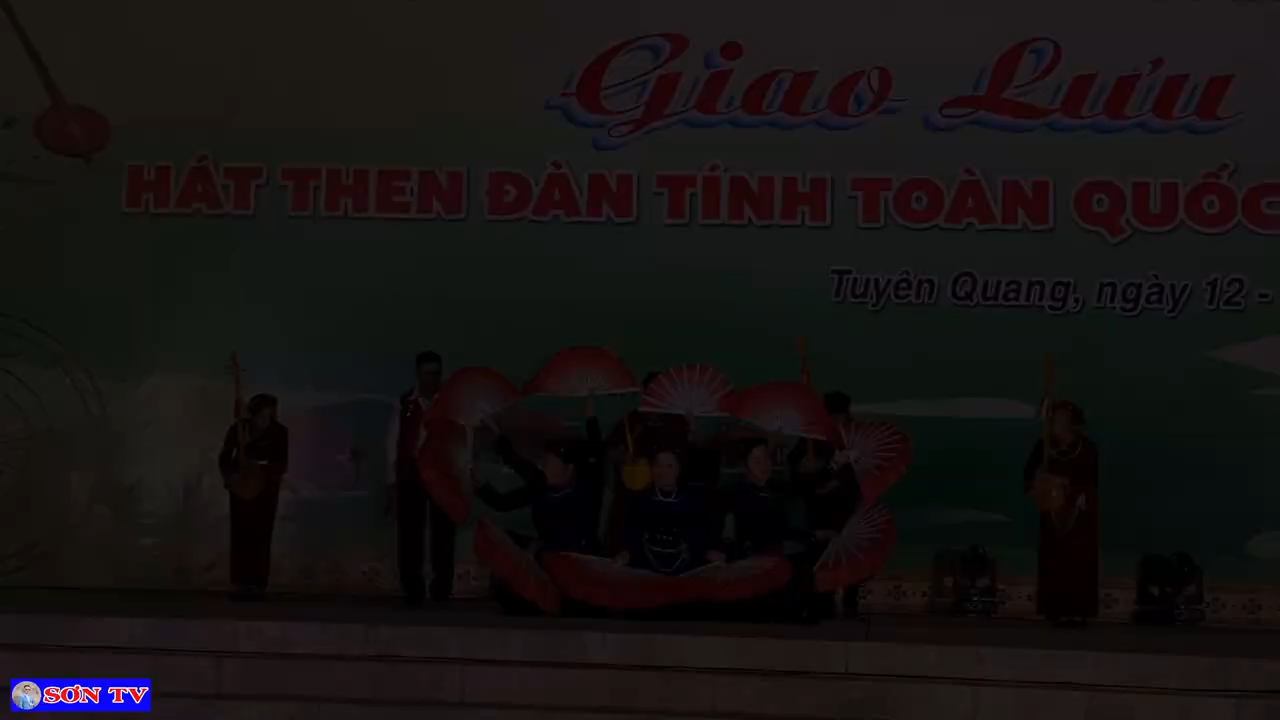 Giao Lưu
HÁT THEN ĐÀN TÍNH TOÀN QUỐC
Tuyên Quang, ngày 12 -
SƠN TV